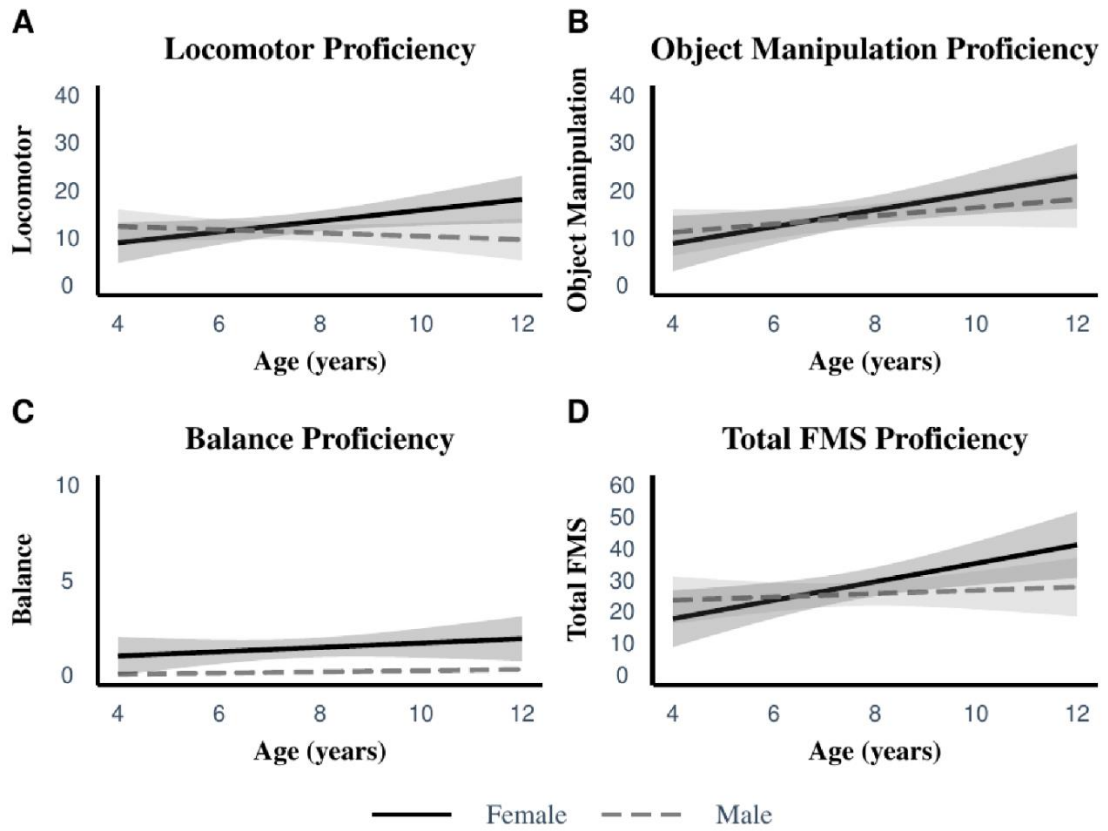 A
Locomotor Proficiency
Locomotor
40
30
20
10
0
4 6 8 10 12
Age (years)
B
Object Manipulation Proficiency
Object Manipulation
40
30
20
10
0
4 6 8 10 12
Age (years)
C
Balance Proficiency
Balance
10
5
0
4 6 8 10 12
Age (years)
D
Total FMS Proficiency
Total FMS
60
50
40
30
20
10
0
4 6 8 10 12
Age (years)
Female Male